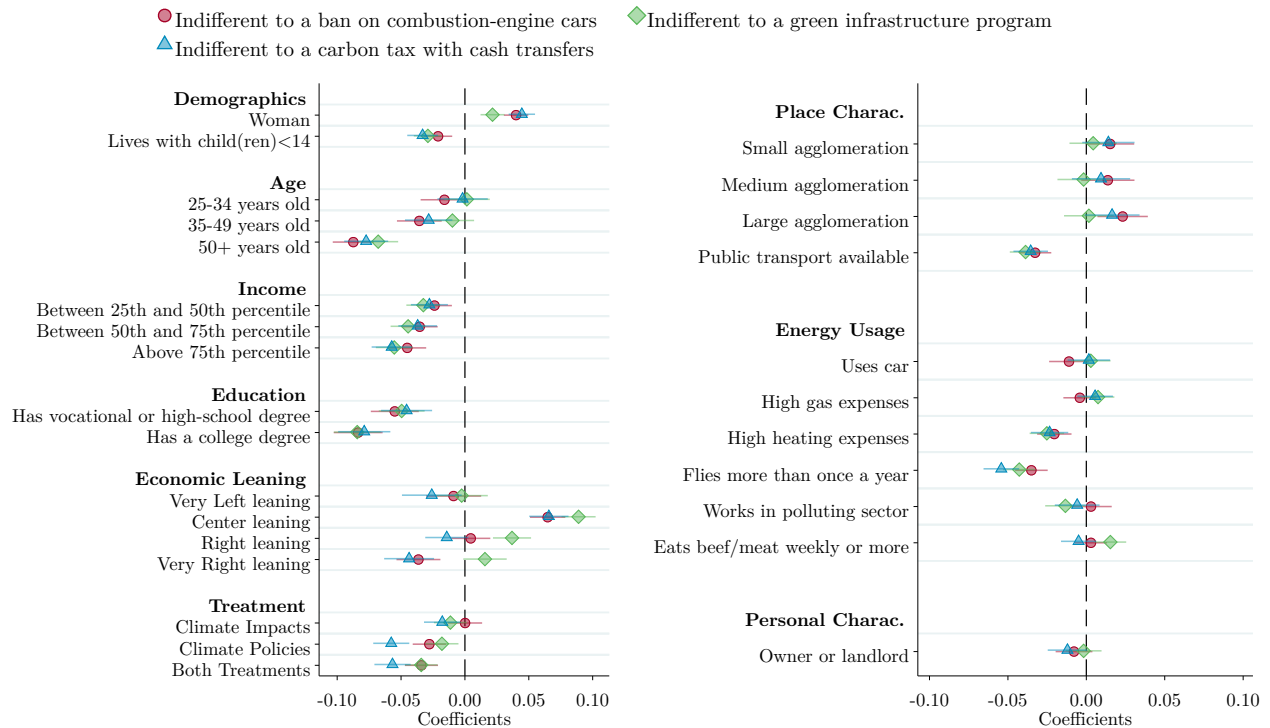 Indifferent to a ban on combustion-engine cars
Indifferent to a green infrastructure program
Indifferent to a carbon tax with cash transfers
Demographics
Woman
Lives with child(ren)<14
Age
25-34 years old
35-49 years old
50+ years old
Income
Between 25th and 50th percentile
Between 50th and 75th percentile
Above 75th percentile
Education
Has vocational or high-school degree
Has a college degree
Economic Leaning
Very Left leaning
Center leaning
Right leaning
Very Right leaning
Treatment
Climate Impacts
Climate Policies
Both Treatments
-0.10 -0.05 0.00 0.05 0.10
Coefficients
Place Charac.
Small agglomeration
Medium agglomeration
Large agglomeration
Public transport available
Energy Usage
Uses car
High gas expenses
High heating expenses
Flies more than once a year
Works in polluting sector
Eats beef/meat weekly or more
Personal Charac.
Owner or landlord
-0.10 -0.05 0.00 0.05 0.10
Coefficients